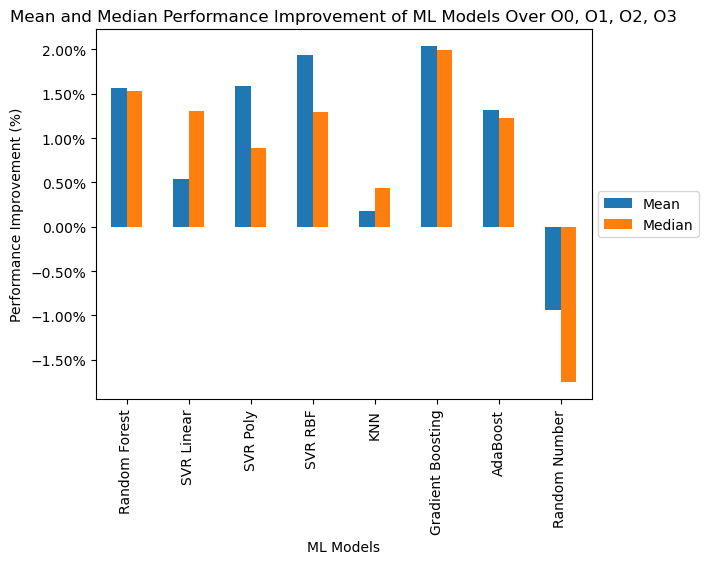 Mean and Median Performance Improvement of ML Models Over O0, O1, O2, O3
Performance Improvement (%)
2.00%
1.50%
1.00%
0.50%
0.00%
−0.50%
−1.00%
−1.50%
Random Forest
SVR Linear
SVR Poly
SVR RBF
KNN
Gradient Boosting
AdaBoost
Random Number
ML Models
Mean
Median